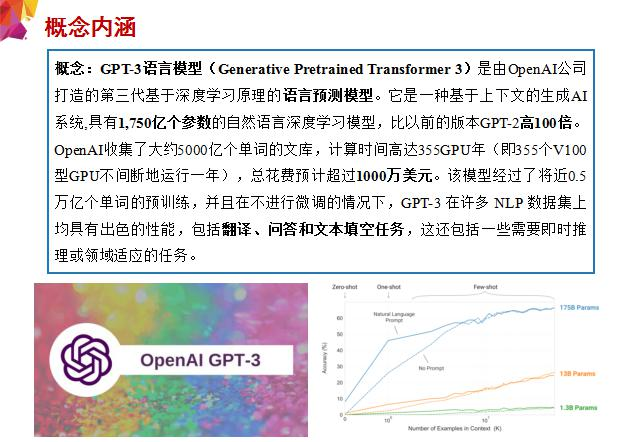 概念内涵
概念：GPT-3语言模型（Generative Pretrained Transformer 3）是由OpenAI公司
打造的第三代基于深度学习原理的语言预测模型。它是一种基于上下文的生成AI
系统,具有1,750亿个参数的自然语言深度学习模型，比以前的版本GPT-2高100倍。
OpenAI收集了大约5000亿个单词的文库，计算时间高达355GPU年（即355个V100
型GPU不间断地运行一年），总花费预计超过1000万美元。该模型经过了将近0.5
万亿个单词的预训练，并且在不进行微调的情况下，GPT-3 在许多 NLP 数据集上
均具有出色的性能，包括翻译、问答和文本填空任务，这还包括一些需要即时推
理或领域适应的任务。
OpenAI GPT-3
Zero-shot One-shot Few-shot
175B Params
Natural Language
Prompt
60
50
No Prompt
40
Accuracy (%)
30
20
13B Params
10
1.3B Params
0
0 10⁰ 10¹
Number of Examples in Context (K)